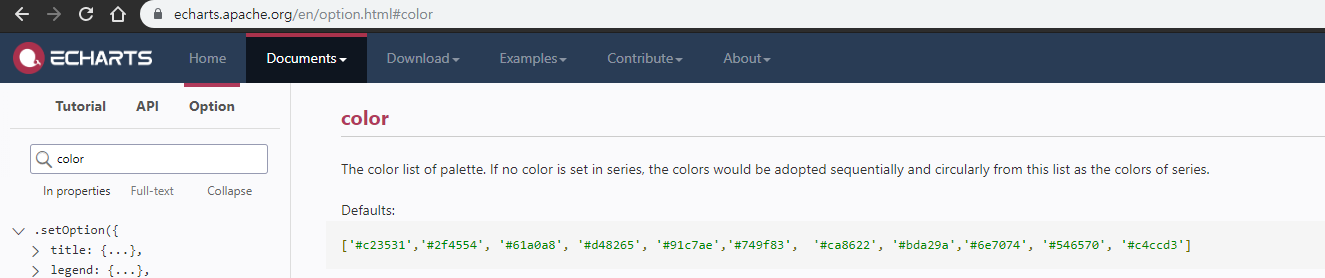 echarts.apache.org/en/option.html#color
ECHARTS Home Documents Download Examples Contribute About
Tutorial API Option
color
In properties Full-text Collapse
.setOption({
title: {...},
legend: {...},
color
The color list of palette. If no color is set in series, the colors would be adopted sequentially and circularly from this list as the colors of series.
Defaults:
['#c23531','#2f4554', '#61a0a8', '#d48265', '#91c7ae','#749f83', '#ca8622', '#bda29a','#6e7074', '#546570', '#c4ccd3']